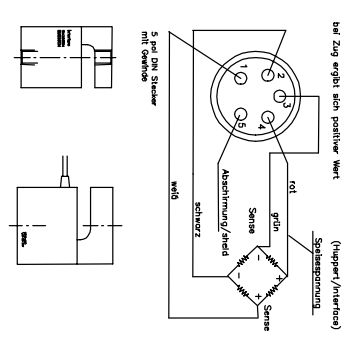 bei Zug ergibt sich positiver Wert
(Huppert/Interface)
Speisespannung
1
2
3
4
5
rot
grün
Sense
Abschirmung/shield
schwarz
weiß
-
+
-
+
Sense
5 pol DIN Stecker
mit Gewinde